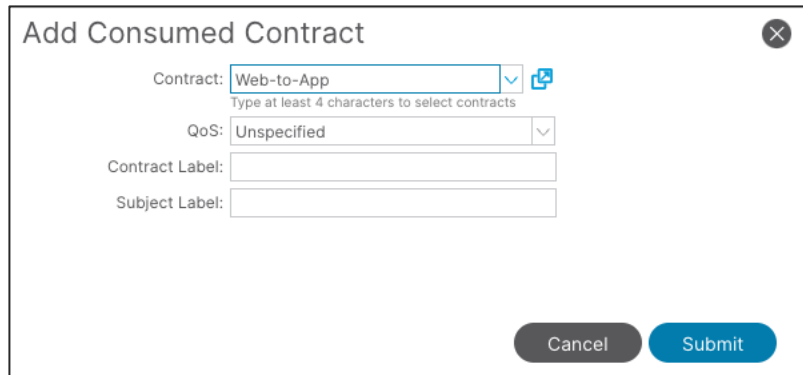 Add Consumed Contract
Contract: Web-to-App
Type at least 4 characters to select contracts
QoS: Unspecified
Contract Label:
Subject Label:
Cancel Submit